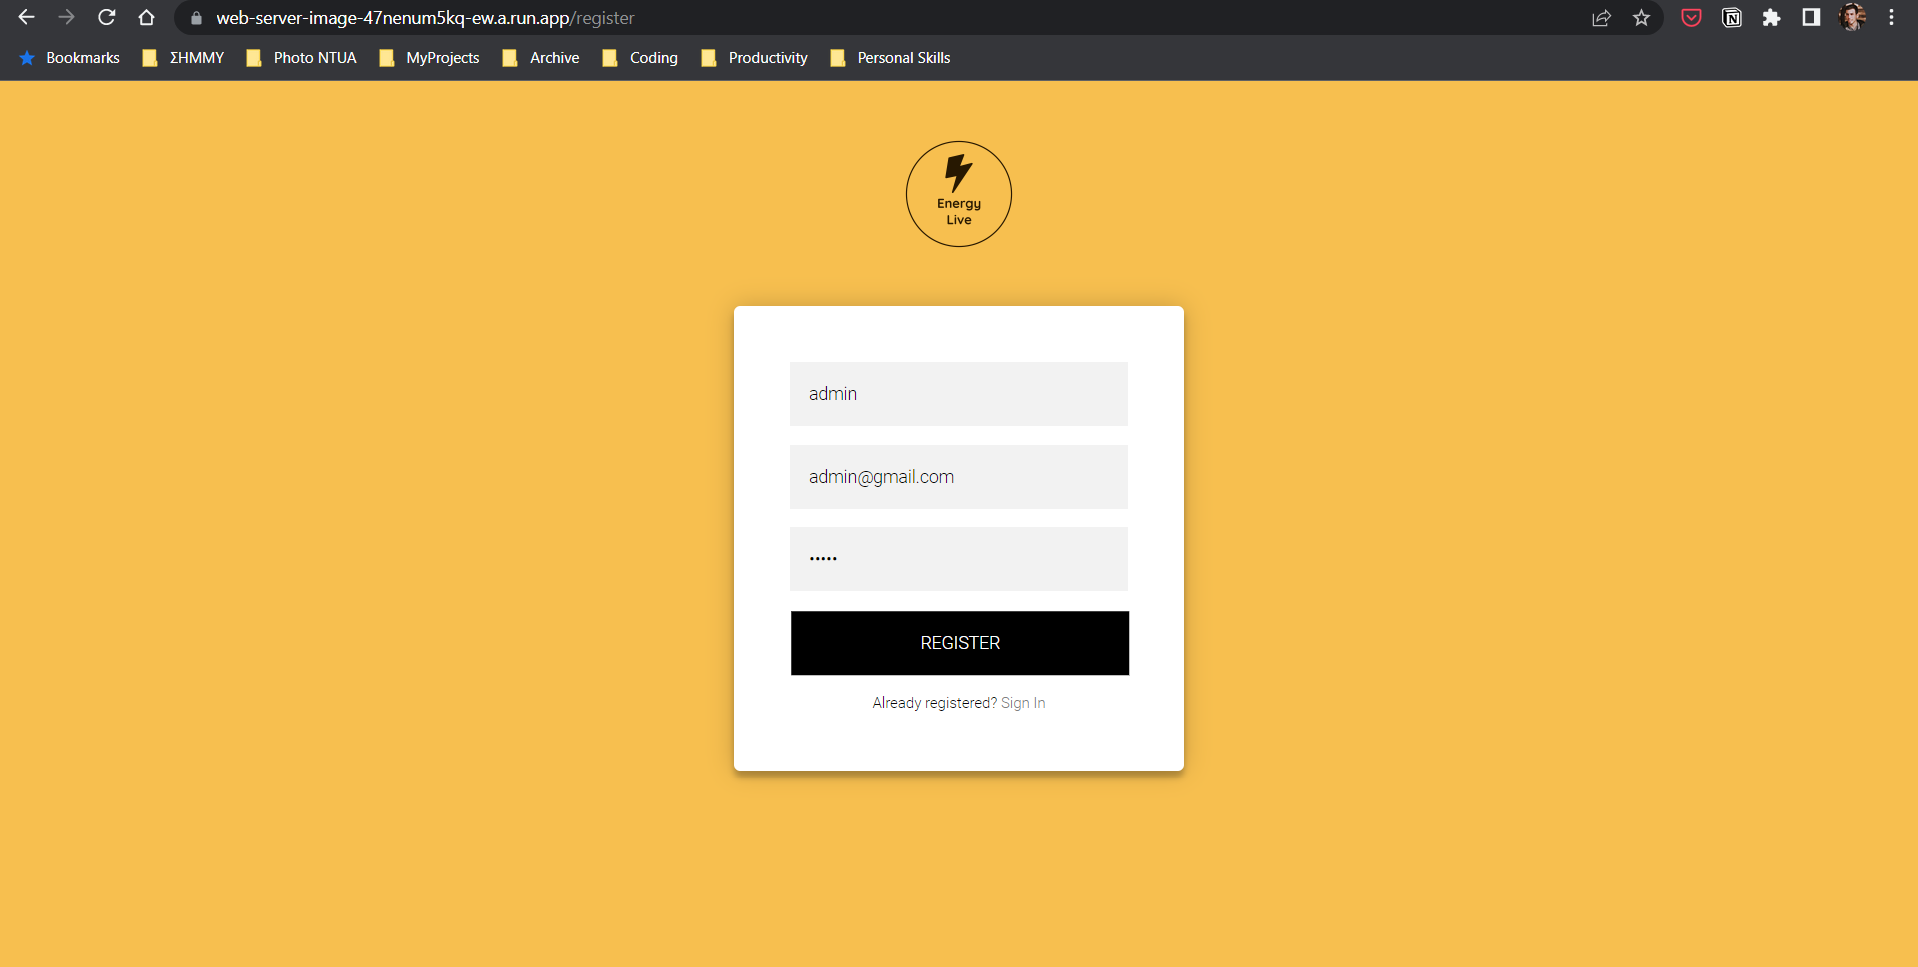 web-server-image-47nenum5kq-ew.a.run.app/register
Bookmarks ΣΗΜΜΥ Photo NTUA MyProjects Archive Coding Productivity Personal Skills
Energy
Live
admin
admin@gmail.com
•••••
REGISTER
Already registered? Sign In